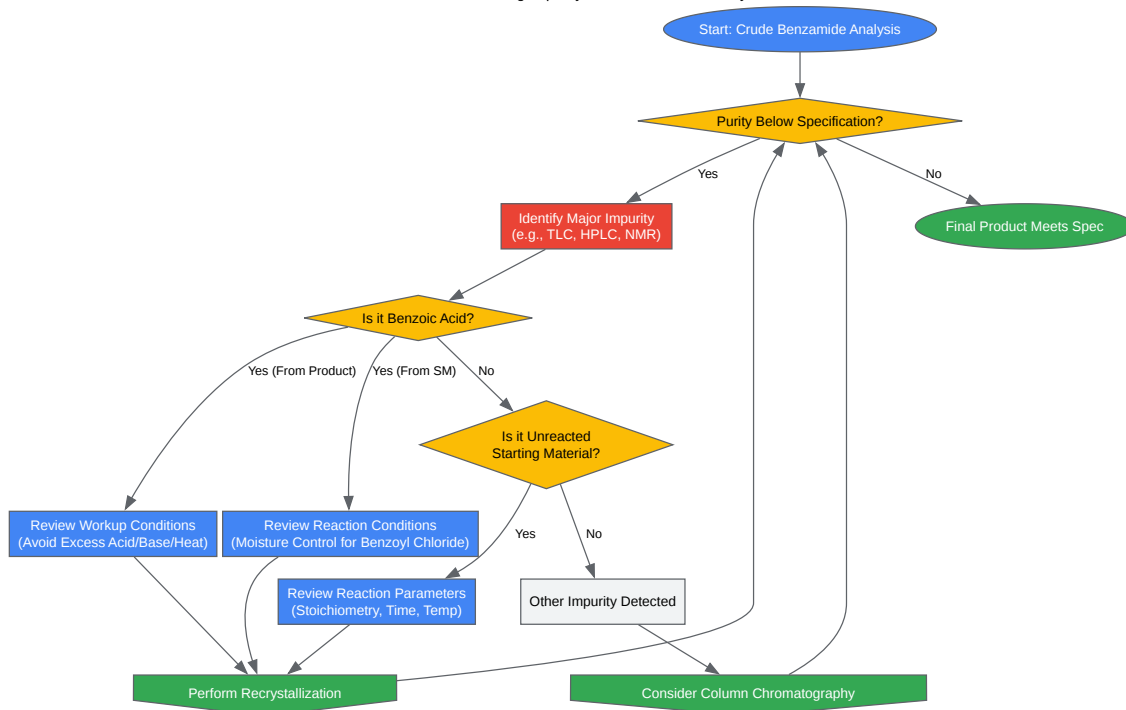 Start: Crude Benzamide Analysis
Purity Below Specification?
Yes
No
Identify Major Impurity
(e.g., TLC, HPLC, NMR)
Final Product Meets Spec
Is it Benzoic Acid?
Yes (From Product)
Yes (From SM)
No
Is it Unreacted
Starting Material?
Review Workup Conditions
(Avoid Excess Acid/Base/Heat)
Review Reaction Conditions
(Moisture Control for Benzoyl Chloride)
Yes
No
Review Reaction Parameters
(Stoichiometry, Time, Temp)
Other Impurity Detected
Perform Recrystallization
Consider Column Chromatography